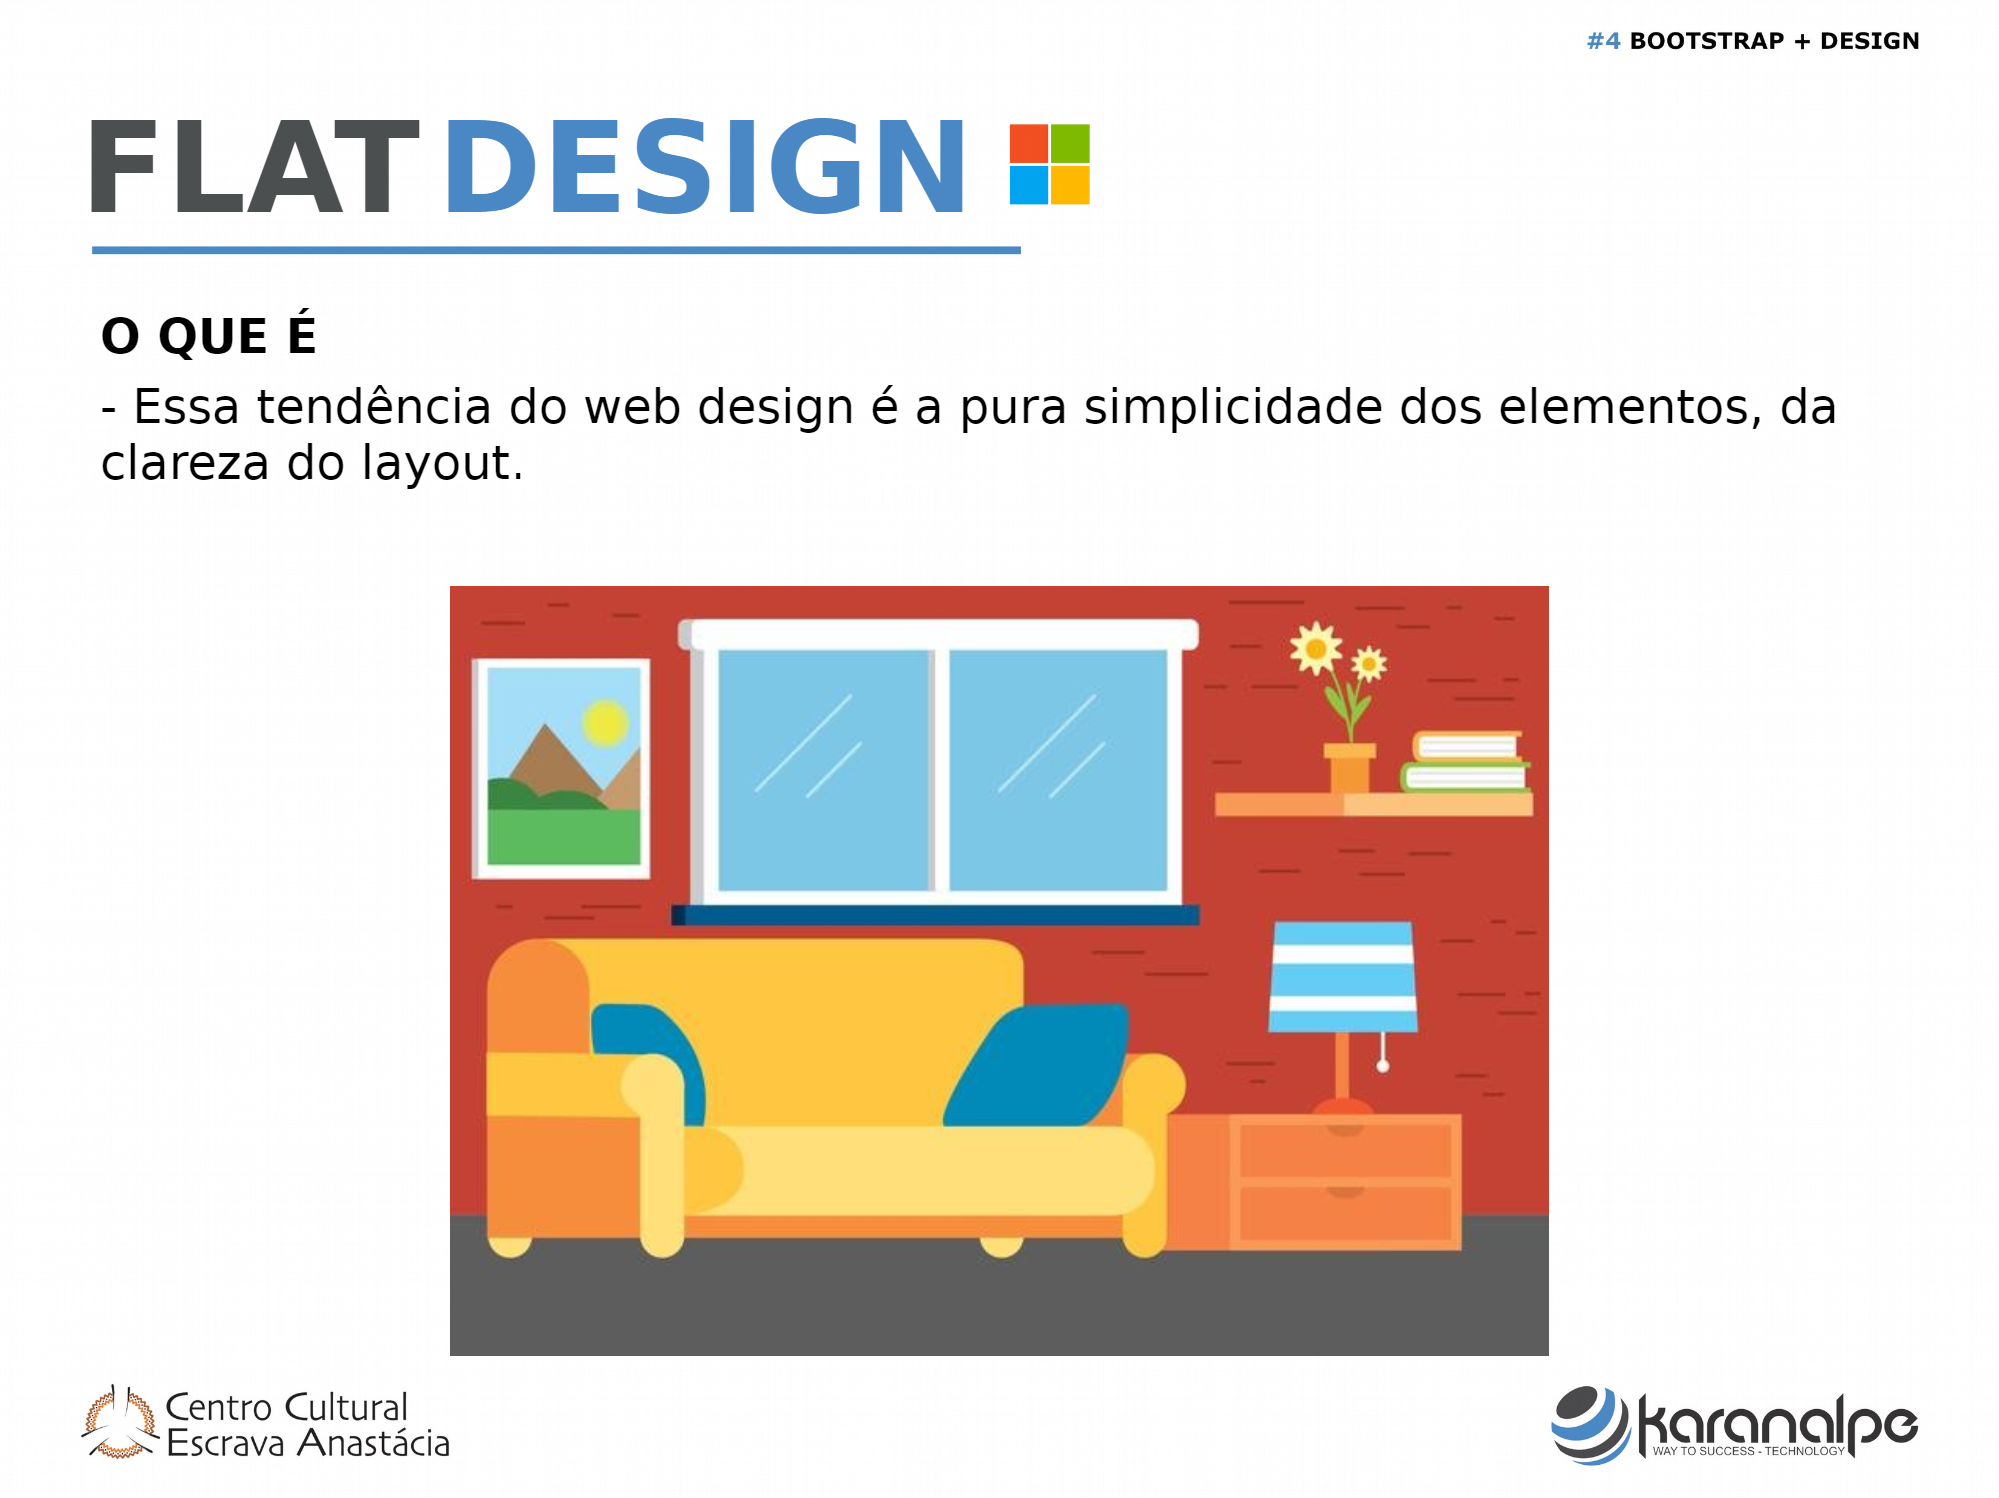 #4 BOOTSTRAP + DESIGN
FLAT DESIGN
O QUE É
- Essa tendência do web design é a pura simplicidade dos elementos, da
clareza do layout.
Centro Cultural
Escrava Anastácia
karanalpe
WAY TO SUCCESS - TECHNOLOGY